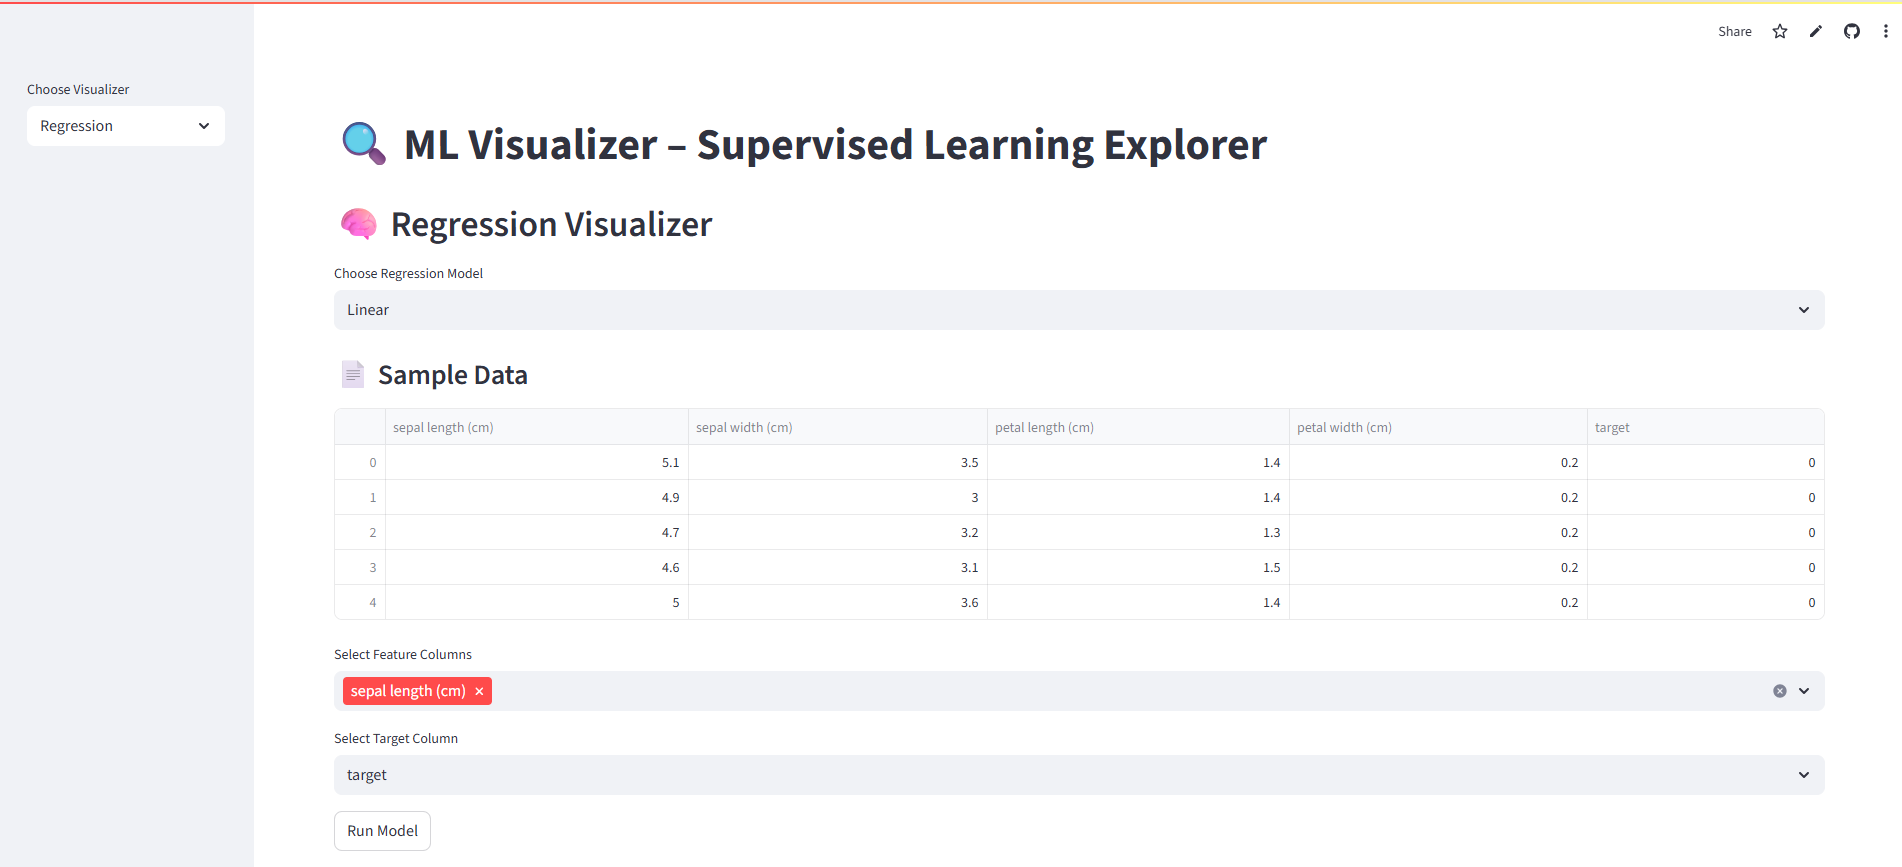 Share
Choose Visualizer
Regression
ML Visualizer – Supervised Learning Explorer
Regression Visualizer
Choose Regression Model
Linear
Sample Data
sepal length (cm) sepal width (cm) petal length (cm) petal width (cm) target
0 5.1 3.5 1.4 0.2 0
1 4.9 3 1.4 0.2 0
2 4.7 3.2 1.3 0.2 0
3 4.6 3.1 1.5 0.2 0
4 5 3.6 1.4 0.2 0
Select Feature Columns
sepal length (cm)
Select Target Column
target
Run Model